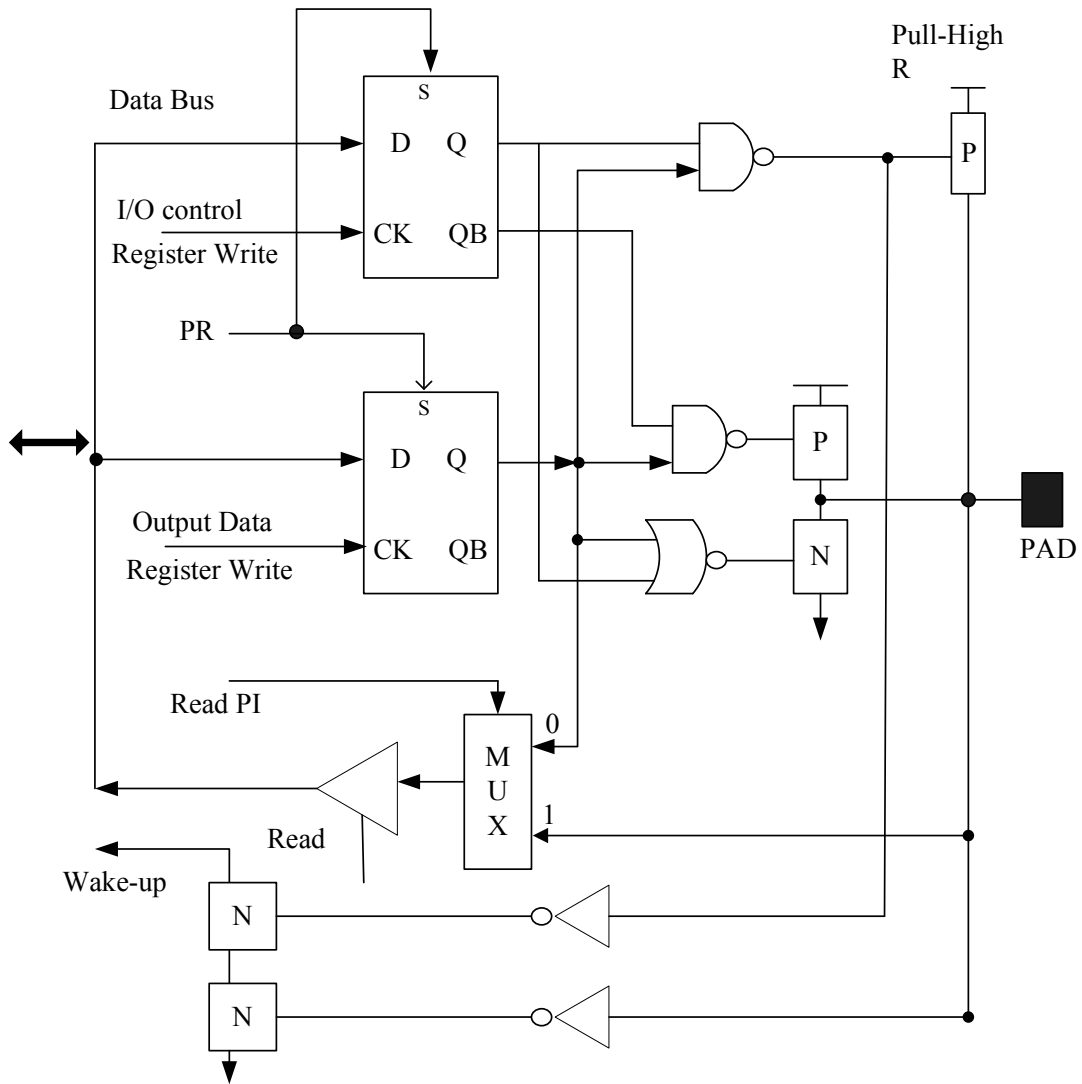 Pull-High
R
S
Data Bus
D Q
P
I/O control
CK QB
Register Write
PR
S
D Q
P
Output Data
CK QB
N
PAD
Register Write
Read PI
0
M
U
X
1
Read
Wake-up
N
N